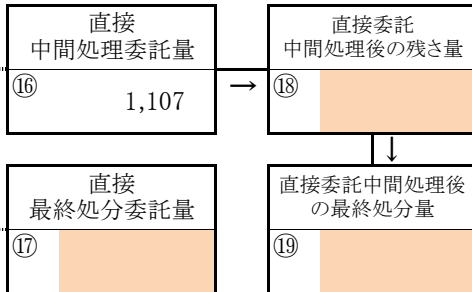 直接
中間処理委託量
⑯
1,107
→
直接委託
中間処理後の残さ量
⑱
↓
直接
最終処分委託量
⑰
直接委託中間処理後
の最終処分量
⑲